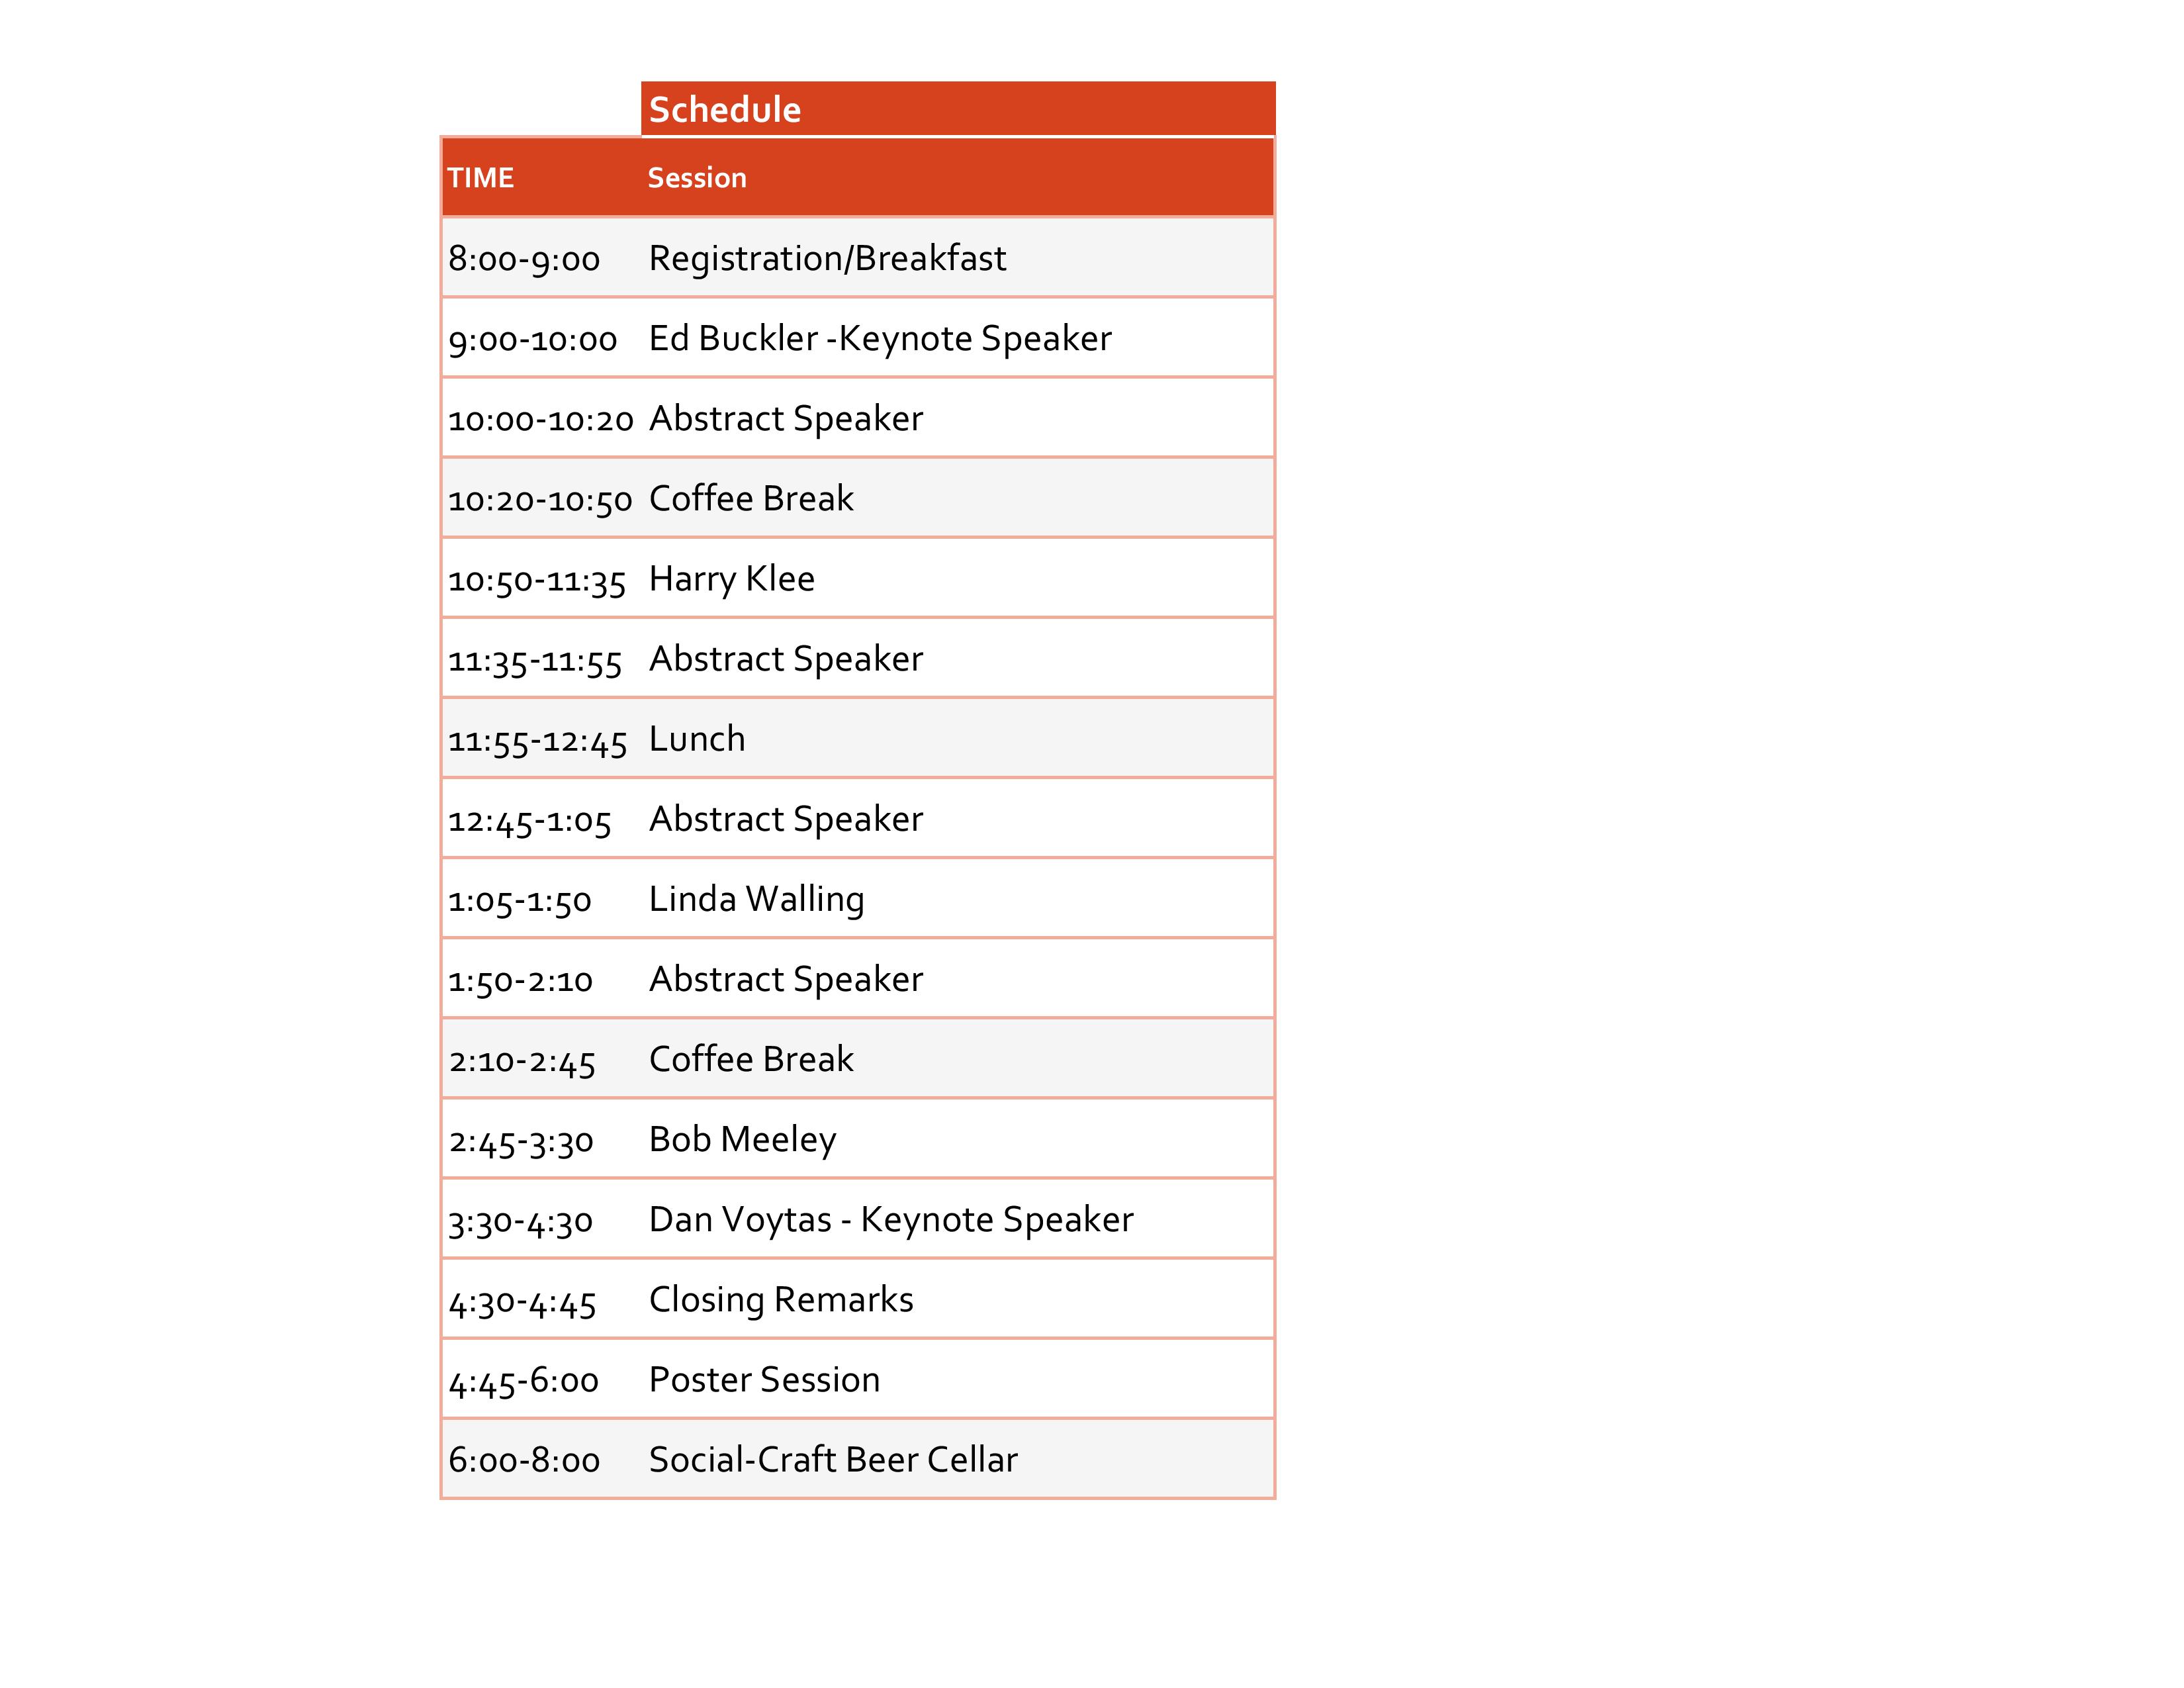 Schedule
TIME Session
8:00-9:00 Registration/Breakfast
9:00-10:00 Ed Buckler -Keynote Speaker
10:00-10:20 Abstract Speaker
10:20-10:50 Coffee Break
10:50-11:35 Harry Klee
11:35-11:55 Abstract Speaker
11:55-12:45 Lunch
12:45-1:05 Abstract Speaker
1:05-1:50 Linda Walling
1:50-2:10 Abstract Speaker
2:10-2:45 Coffee Break
2:45-3:30 Bob Meeley
3:30-4:30 Dan Voytas - Keynote Speaker
4:30-4:45 Closing Remarks
4:45-6:00 Poster Session
6:00-8:00 Social-Craft Beer Cellar